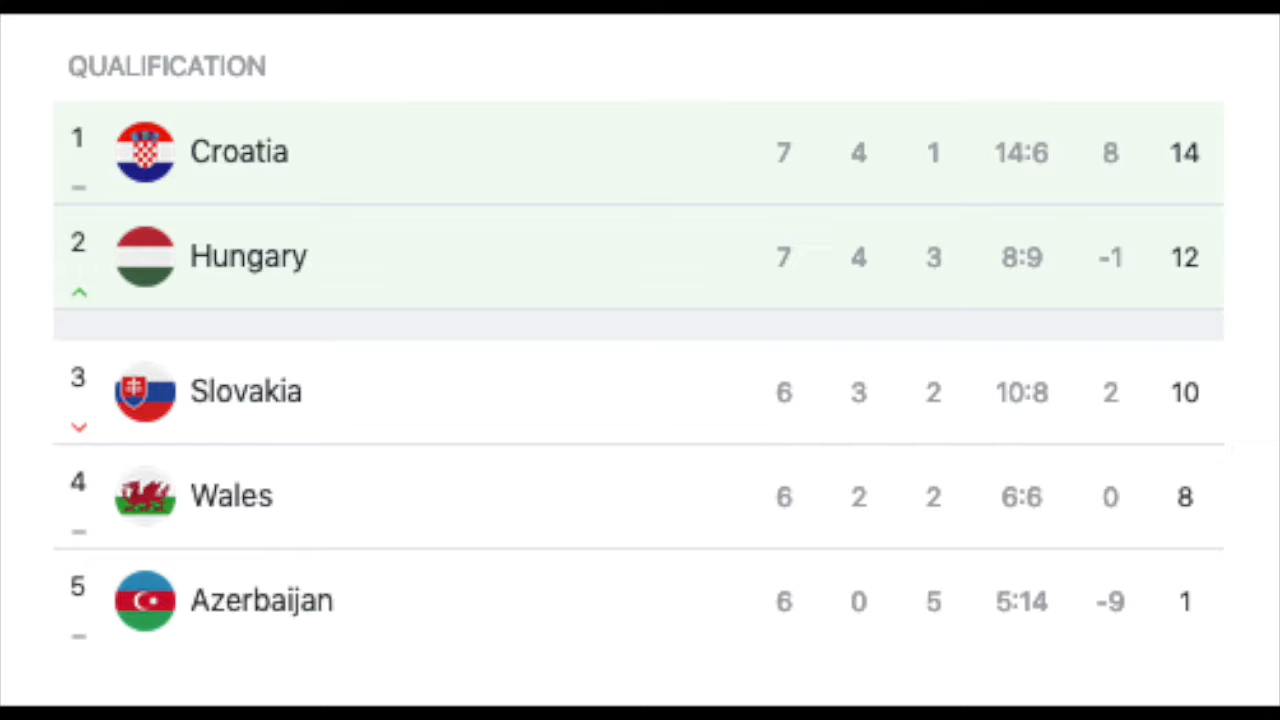 QUALIFICATION
1 Croatia 7 4 1 14:6 8 14
2 Hungary 7 4 3 8:9 -1 12
3 Slovakia 6 3 2 10:8 2 10
4 Wales 6 2 2 6:6 0 8
5 Azerbaijan 6 0 5 5:14 -9 1